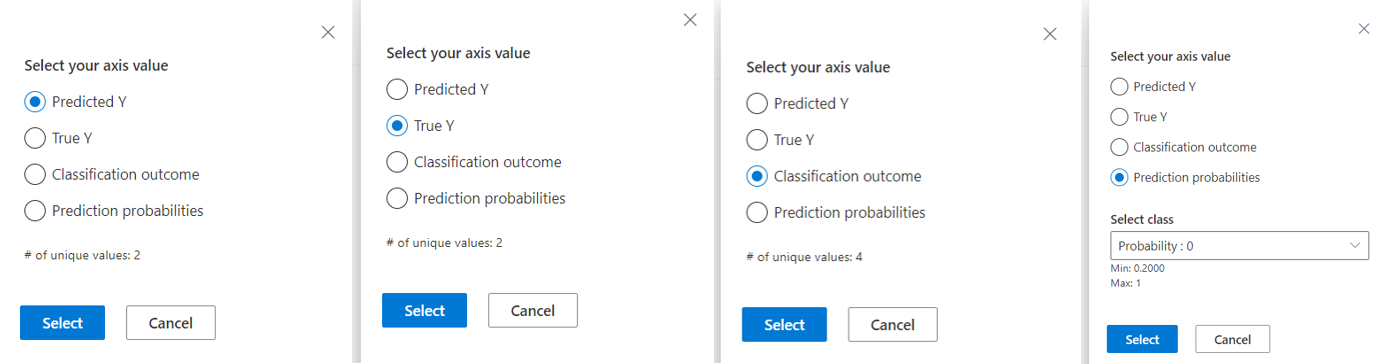 Select your axis value
Predicted Y
True Y
Classification outcome
Prediction probabilities
# of unique values: 2
Select
Cancel
Select your axis value
Predicted Y
True Y
Classification outcome
Prediction probabilities
# of unique values: 2
Select
Cancel
Select your axis value
Predicted Y
True Y
Classification outcome
Prediction probabilities
# of unique values: 4
Select
Cancel
Select your axis value
Predicted Y
True Y
Classification outcome
Prediction probabilities
Select class
Probability : 0
Min: 0.2000
Max: 1
Select
Cancel